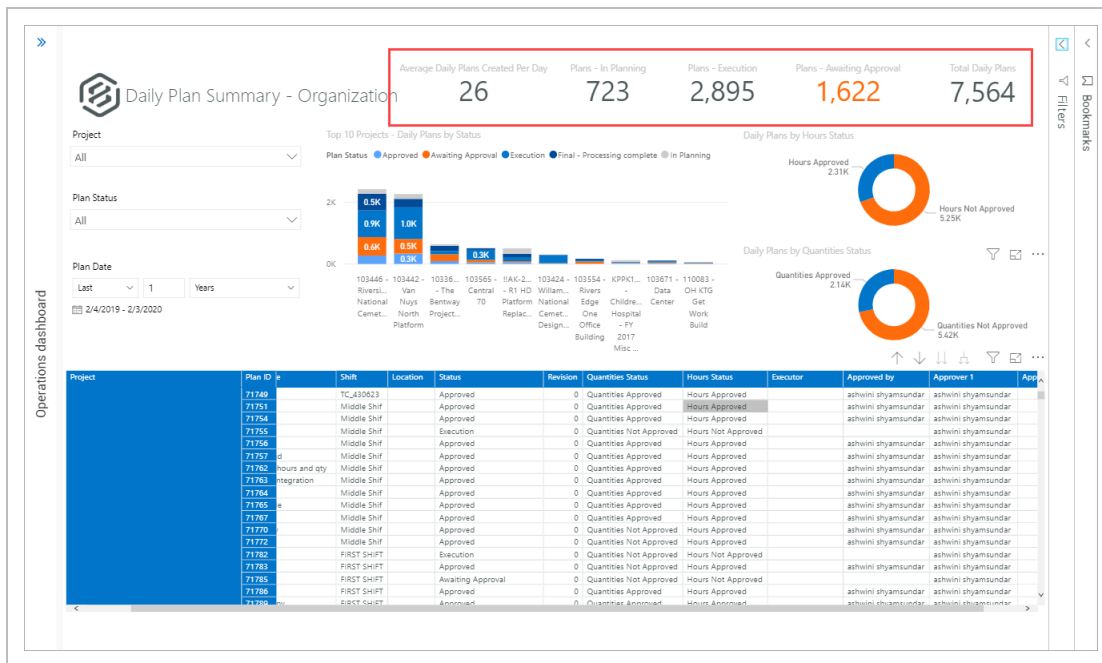 Average Daily Plans Created Per Day Plans - In Planning Plans - Execution Plans - Awaiting Approval Total Daily Plans
26 723 2,895 1,622 7,564
Daily Plan Summary - Organization
Filters
Bookmarks
Operations dashboard
Project
All
Plan Status
All
Plan Date
Last 1 Years
2/4/2019 - 2/3/2020
Top 10 Projects - Daily Plans by Status
Plan Status Approved Awaiting Approval Execution Final - Processing complete In Planning
2K
0K
0.5K
0.9K 1.0K
0.6K 0.5K 0.3K
0.3K
103446 - 103442 - 10336... 103565 - !!AK-2... 103424 - 103554 - KPPK1... 103671 - 110083 -
Riversi... Van - The Central - R1 HD Willam... Rivers - Data OH KTG
National Nuys Bentway 70 Platform National Edge Childre... Center Get
Cemet... North Project... Replac... Cemet... One Hospital Work
Platform Design... Office - FY Build
Building 2017
Misc ...
Daily Plans by Hours Status
Hours Approved
2.31K
Hours Not Approved
5.25K
Daily Plans by Quantities Status
Quantities Approved
2.14K
Quantities Not Approved
5.42K
Project Plan ID e Shift Location Status Revision Quantities Status Hours Status Executor Approved by Approver 1 App
71749 TC_430623 Approved 0 Quantities Approved Hours Approved ashwini shyamsundar ashwini shyamsundar
71751 Middle Shif Approved 0 Quantities Approved Hours Approved ashwini shyamsundar ashwini shyamsundar
71754 Middle Shif Approved 0 Quantities Approved Hours Approved ashwini shyamsundar ashwini shyamsundar
71755 Middle Shif Execution 0 Quantities Not Approved Hours Not Approved ashwini shyamsundar
71756 Middle Shif Approved 0 Quantities Approved Hours Approved ashwini shyamsundar ashwini shyamsundar
71757 d Middle Shif Approved 0 Quantities Approved Hours Approved ashwini shyamsundar ashwini shyamsundar
71762 hours and qty Middle Shif Approved 0 Quantities Approved Hours Approved ashwini shyamsundar ashwini shyamsundar
71763 ntegration Middle Shif Approved 0 Quantities Approved Hours Approved ashwini shyamsundar ashwini shyamsundar
71764 Middle Shif Approved 0 Quantities Approved Hours Approved ashwini shyamsundar ashwini shyamsundar
71765 e Middle Shif Approved 0 Quantities Approved Hours Approved ashwini shyamsundar ashwini shyamsundar
71767 Middle Shif Approved 0 Quantities Approved Hours Approved ashwini shyamsundar ashwini shyamsundar
71770 Middle Shif Approved 0 Quantities Not Approved Hours Approved ashwini shyamsundar ashwini shyamsundar
71772 Middle Shif Approved 0 Quantities Not Approved Hours Approved ashwini shyamsundar ashwini shyamsundar
71782 FIRST SHIFT Execution 0 Quantities Not Approved Hours Not Approved ashwini shyamsundar
71783 FIRST SHIFT Approved 0 Quantities Not Approved Hours Approved ashwini shyamsundar ashwini shyamsundar
71785 FIRST SHIFT Awaiting Approval 0 Quantities Not Approved Hours Not Approved ashwini shyamsundar
71786 FIRST SHIFT Approved 0 Quantities Not Approved Hours Approved ashwini shyamsundar ashwini shyamsundar
71789 FIRST SHIFT Approved 0 Quantities Approved Hours Approved ashwini shyamsundar ashwini shyamsundar